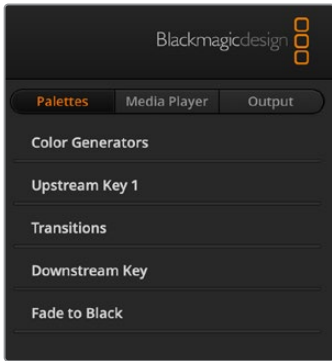 Blackmagicdesign
Palettes Media Player Output
Color Generators
Upstream Key 1
Transitions
Downstream Key
Fade to Black